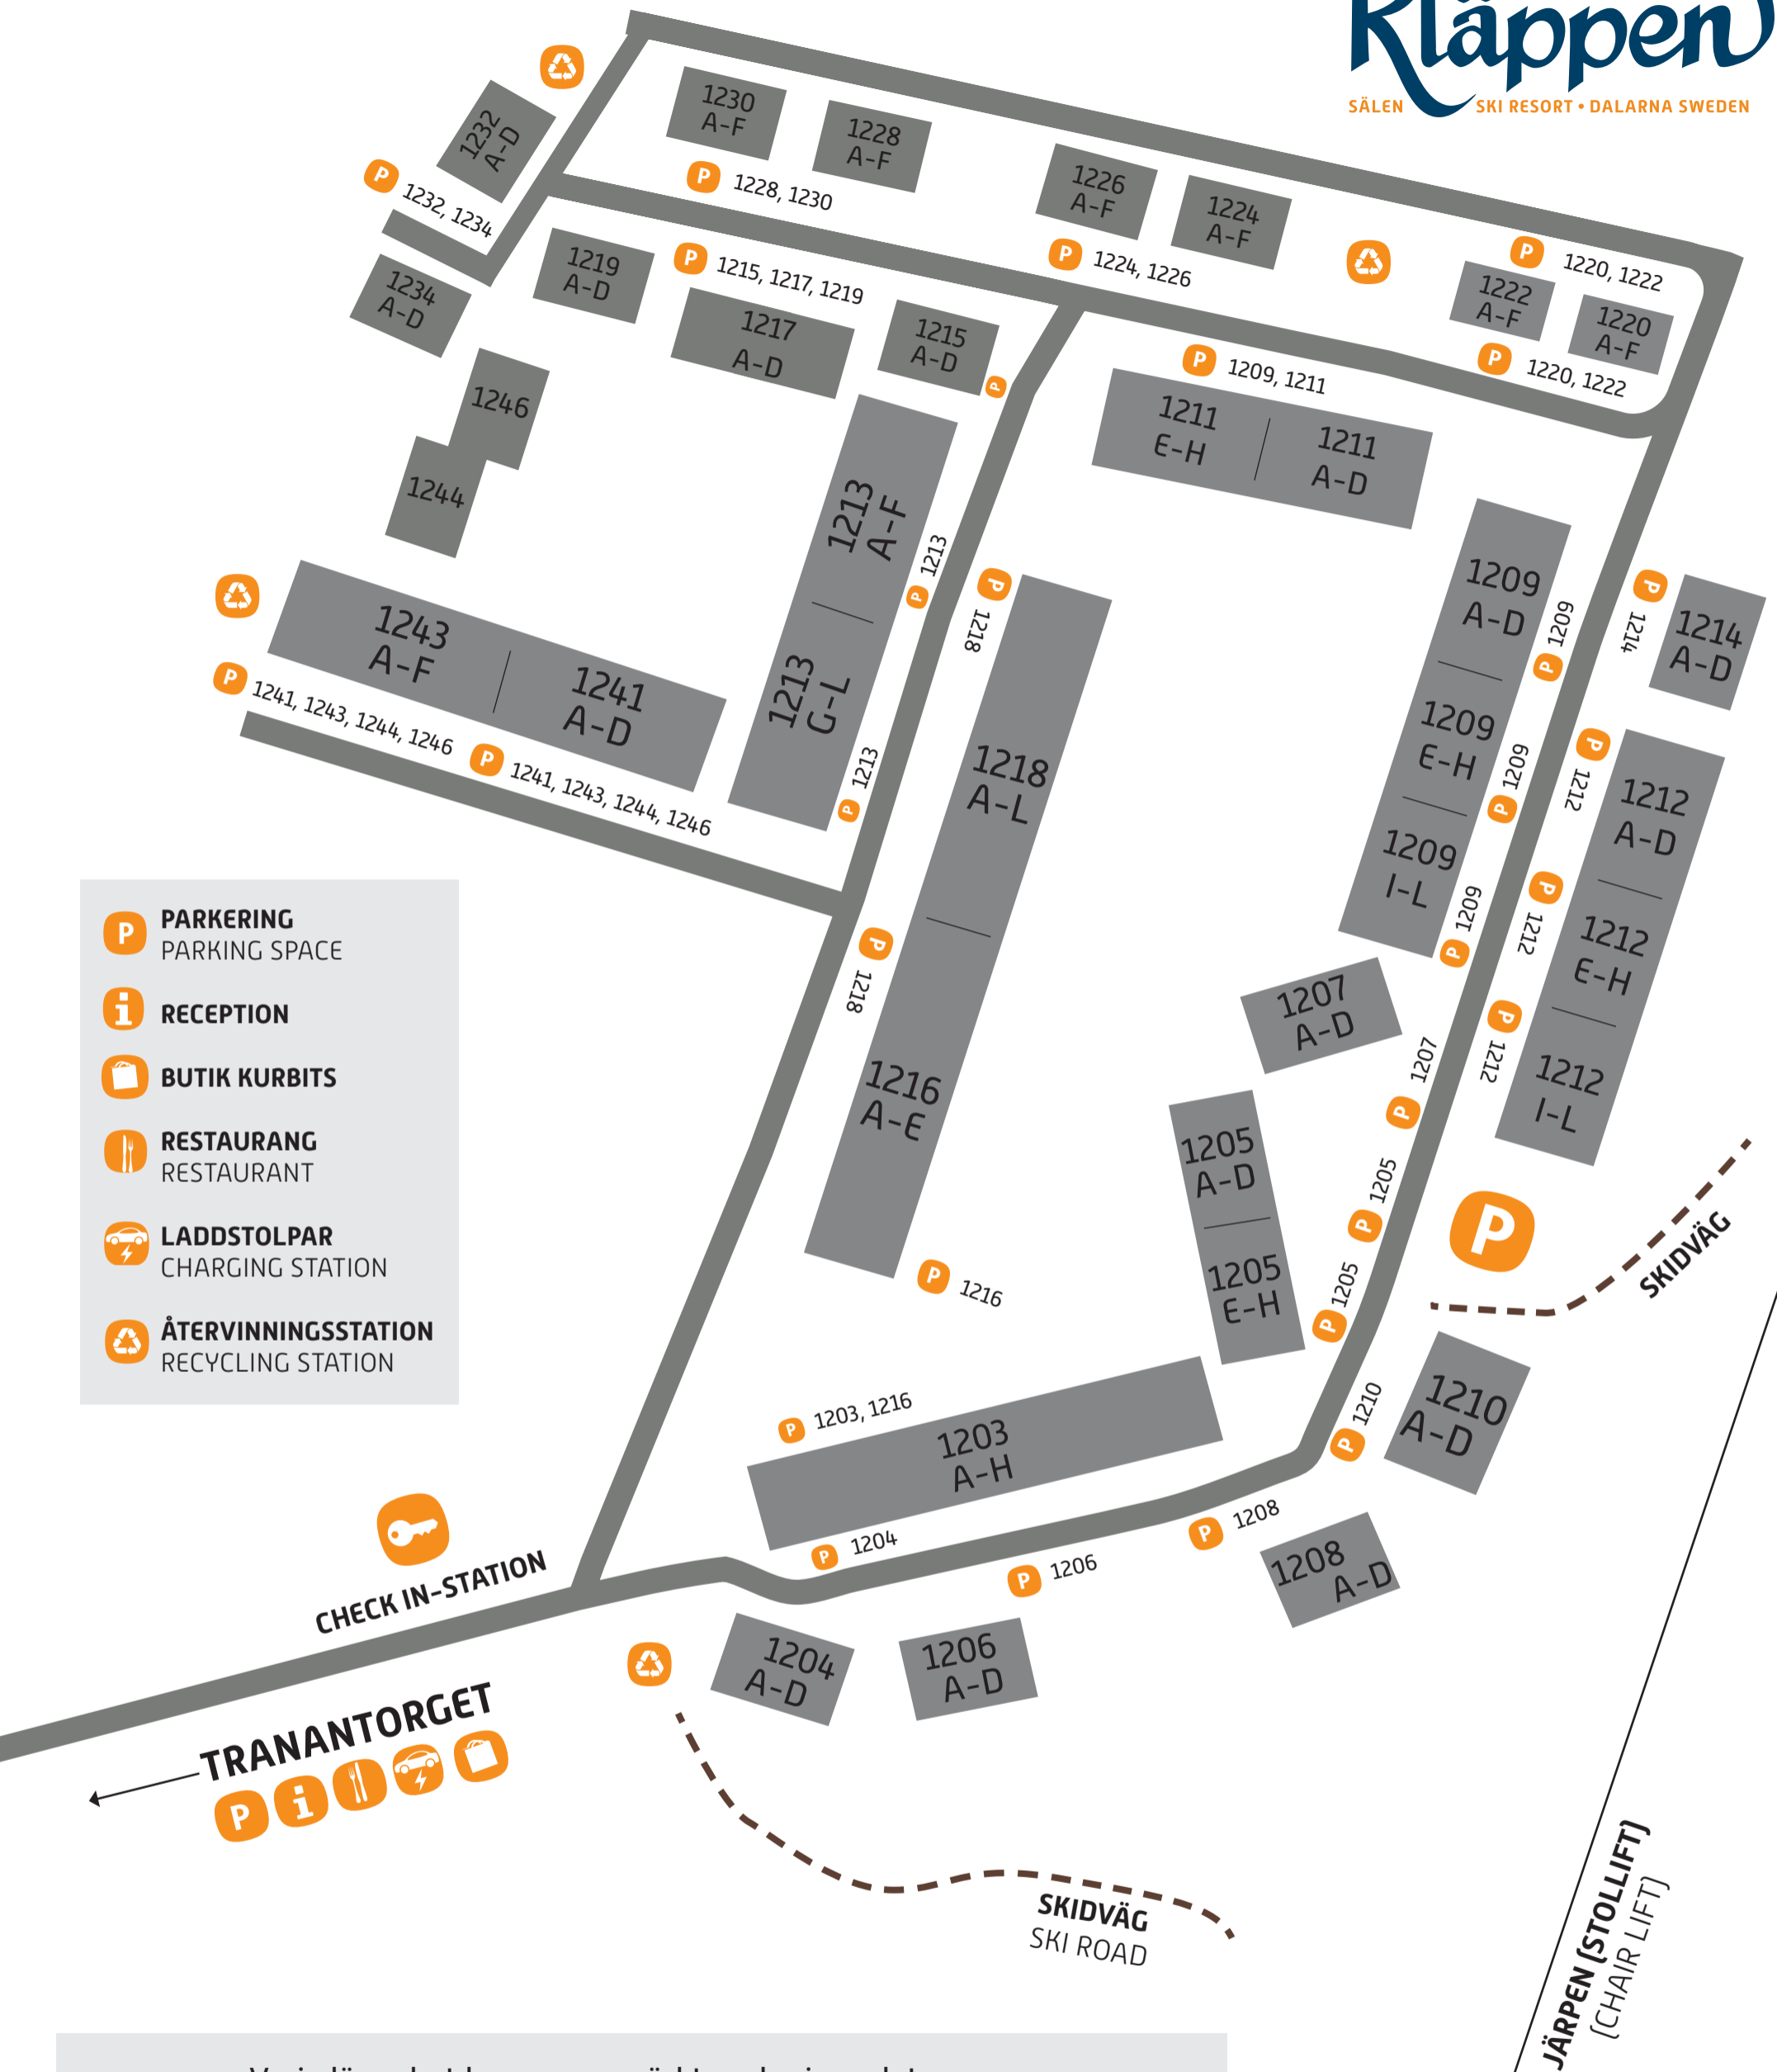 Kläppen
SÄLEN SKI RESORT • DALARNA SWEDEN
1232
A-D
P 1232, 1234
1234
A-D
1230
A-F
1228
A-F
P 1228, 1230
1226
A-F
1224
A-F
P 1224, 1226
P 1220, 1222
1222
A-F
1220
A-F
P 1220, 1222
1219
A-D
P 1215, 1217, 1219
1217
A-D
1215
A-D
P
P 1209, 1211
1211
E-H
1211
A-D
1246
1244
1213
A-F
P 1213
1213
G-L
P 1213
1243
A-F
1241
A-D
P 1241, 1243, 1244, 1246
P 1241, 1243, 1244, 1246
P 1218
1218
A-L
P 1218
1216
A-E
P 1216
1209
A-D
P 1209
1209
E-H
P 1209
1209
I-L
P 1209
P 1214
1214
A-D
P 1212
1212
A-D
P 1212
1212
E-H
P 1212
1212
I-L
1207
A-D
P 1207
1205
A-D
P 1205
1205
E-H
P 1205
P
SKIDVÄG
1210
A-D
P 1210
P 1203, 1216
1203
A-H
P 1204
P 1206
P 1208
1208
A-D
1204
A-D
1206
A-D
P PARKERING
PARKING SPACE
i RECEPTION
BUTIK KURBITS
RESTAURANG
RESTAURANT
LADDSTOLPAR
CHARGING STATION
ÅTERVINNINGSSTATION
RECYCLING STATION
CHECK IN-STATION
TRANANTORGET
P i
SKIDVÄG
SKI ROAD
JÄRPEN (STOLLIFT)
(CHAIR LIFT)